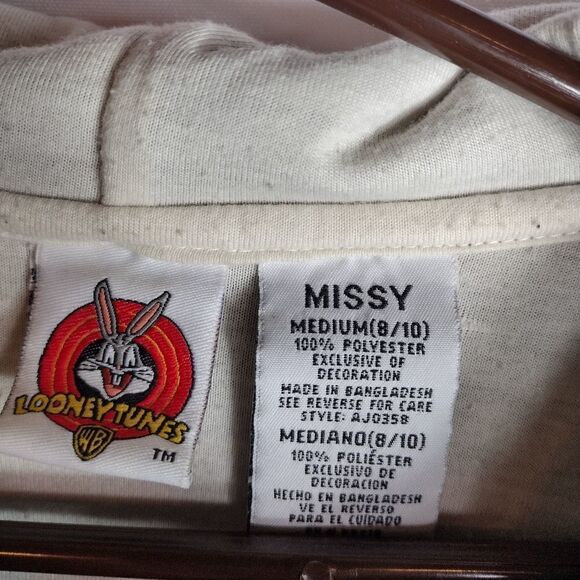 LOONEY TUNES
WB
TM
MISSY
MEDIUM(8/10)
100% POLYESTER
EXCLUSIVE OF
DECORATION
MADE IN BANGLADESH
SEE REVERSE FOR CARE
STYLE: AJ0358
MEDIANO(8/10)
100% POLIÉSTER
EXCLUSIVO DE
DECORACION
HECHO EN BANGLADESH
VE EL REVERSO
PARA EL CUIDADO